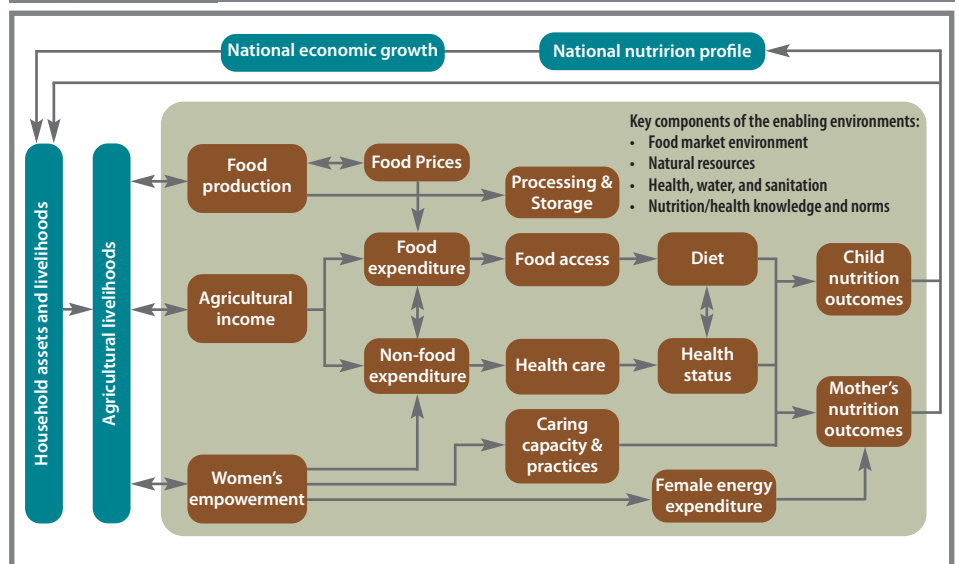 National economic growth
National nutririon profile
Household assets and livelihoods
Agricultural livelihoods
Key components of the enabling environments:
• Food market environment
• Natural resources
• Health, water, and sanitation
• Nutrition/health knowledge and norms
Food
production
Food Prices
Processing &
Storage
Food
expenditure
Food access
Diet
Child
nutrition
outcomes
Agricultural
income
Non-food
expenditure
Health care
Health
status
Mother's
nutrition
outcomes
Caring
capacity &
practices
Women's
empowerment
Female energy
expenditure